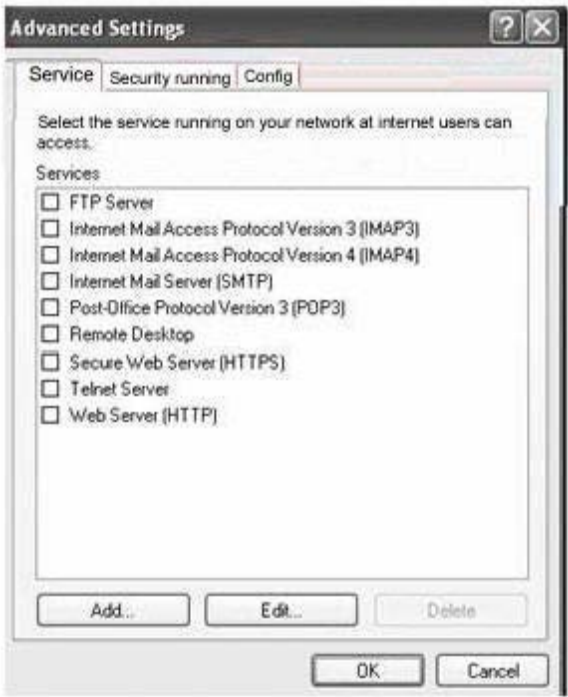 Advanced Settings
Service Security running Config
Select the service running on your network at internet users can
access.
Services
FTP Server
Internet Mail Access Protocol Version 3 (IMAP3)
Internet Mail Access Protocol Version 4 (IMAP4)
Internet Mail Server (SMTP)
Post-Office Protocol Version 3 (POP3)
Remote Desktop
Secure Web Server (HTTPS)
Telnet Server
Web Server (HTTP)
Add... Edit... Delete
OK Cancel